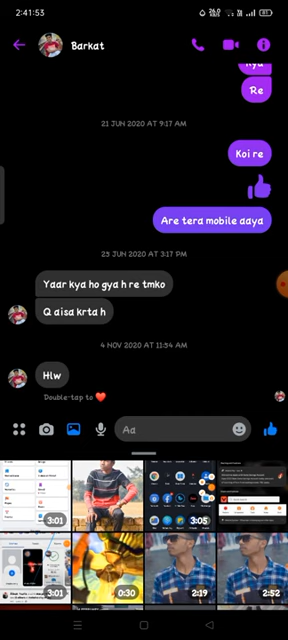 2:41:53
26.0
81
Barkat
Kya
Re
21 JUN 2020 AT 9:17 AM
Koi re
Are tera mobile aaya
25 JUN 2020 AT 3:17 PM
Yaar kya ho gya h re tmko
Q aisa krta h
4 NOV 2020 AT 11:54 AM
Hlw
Double-tap to ❤
Aa
3:01
3:05
3:01
0:30
2:19
2:52